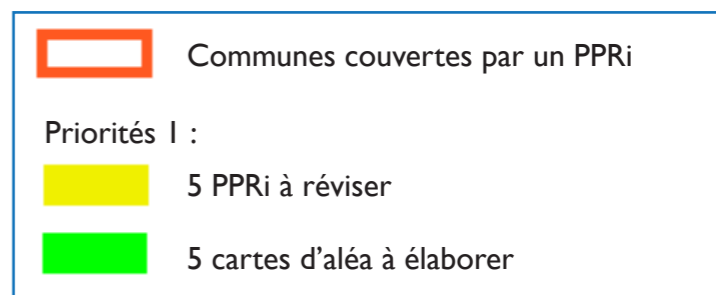 Communes couvertes par un PPRi
Priorités 1 :
5 PPRi à réviser
5 cartes d'aléa à élaborer